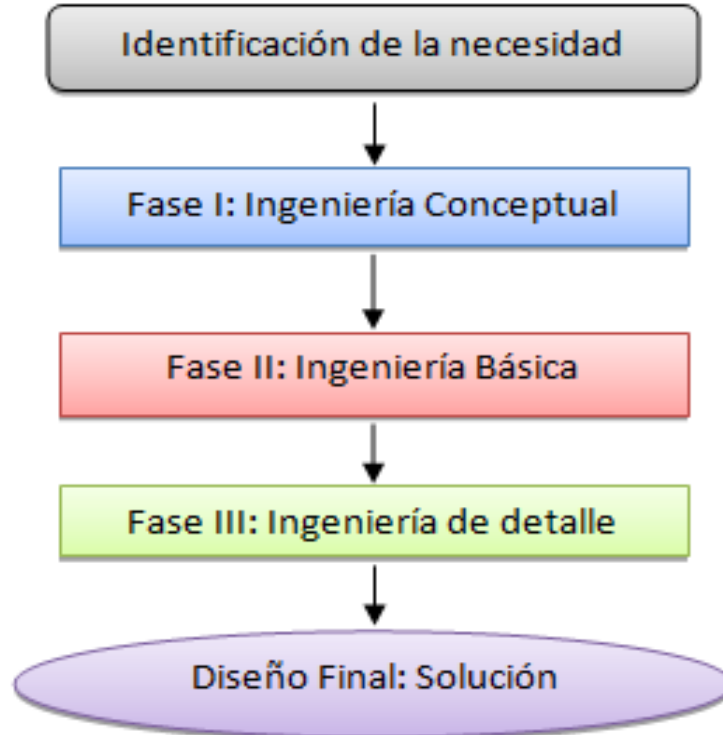 Identificación de la necesidad
Fase I: Ingeniería Conceptual
Fase II: Ingeniería Básica
Fase III: Ingeniería de detalle
Diseño Final: Solución